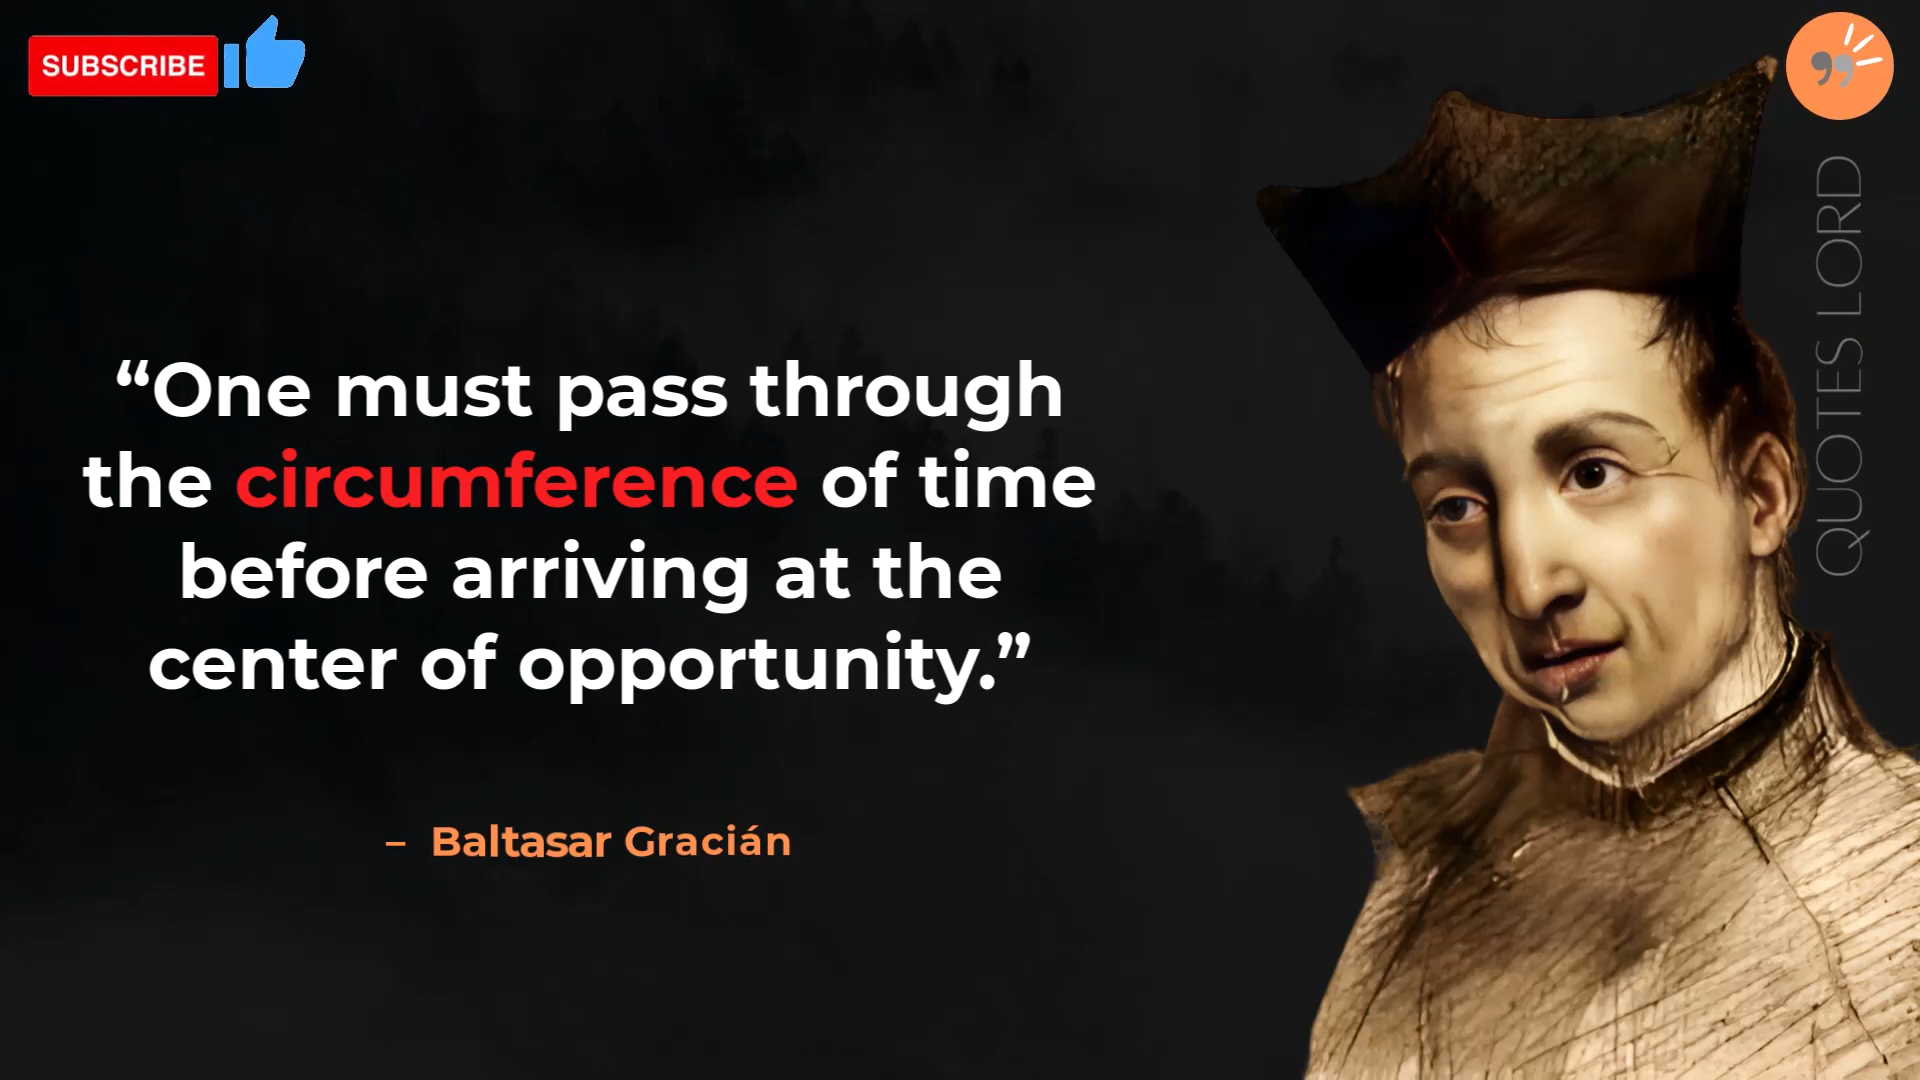 SUBSCRIBE
“One must pass through
the circumference of time
before arriving at the
center of opportunity.”
– Baltasar Gracián
QUOTES LORD